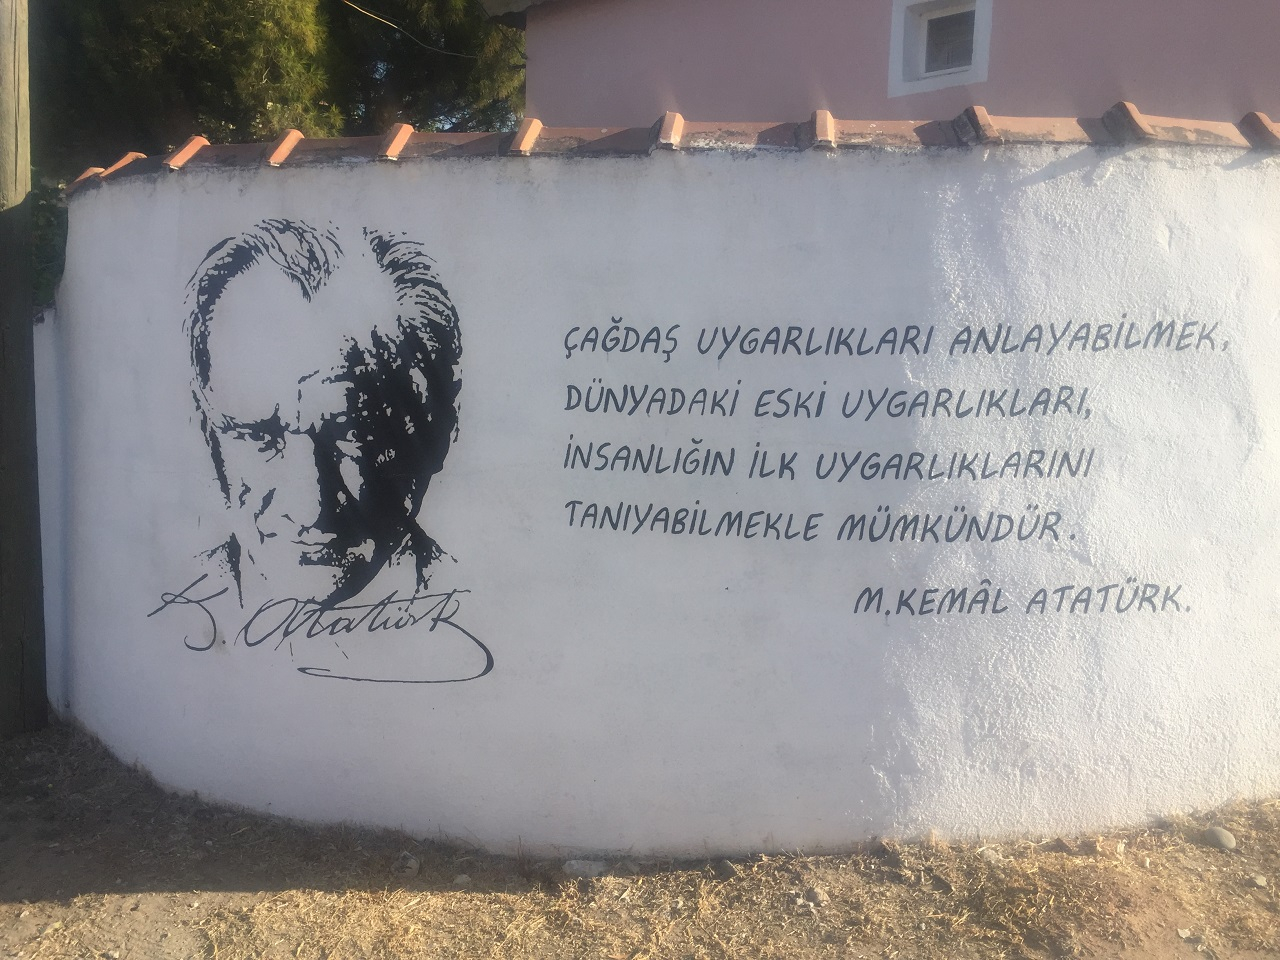 ÇAĞDAŞ UYGARLIKLARI ANLAYABİLMEK,
DÜNYADAKİ ESKİ UYGARLIKLARI,
İNSANLIĞIN İLK UYGARLIKLARINI
TANIYABİLMEKLE MÜMKÜNDÜR.
M.KEMÂL ATATÜRK.
K. Atatürk